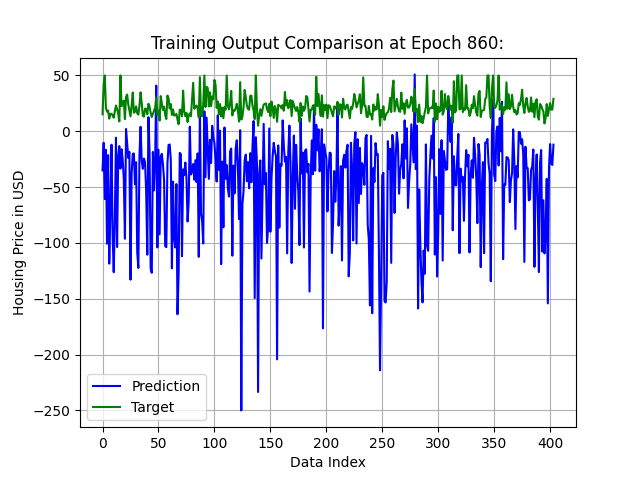 Training Output Comparison at Epoch 860:
50
0
−50
−100
−150
−200
−250
Housing Price in USD
Prediction
Target
0 50 100 150 200 250 300 350 400
Data Index